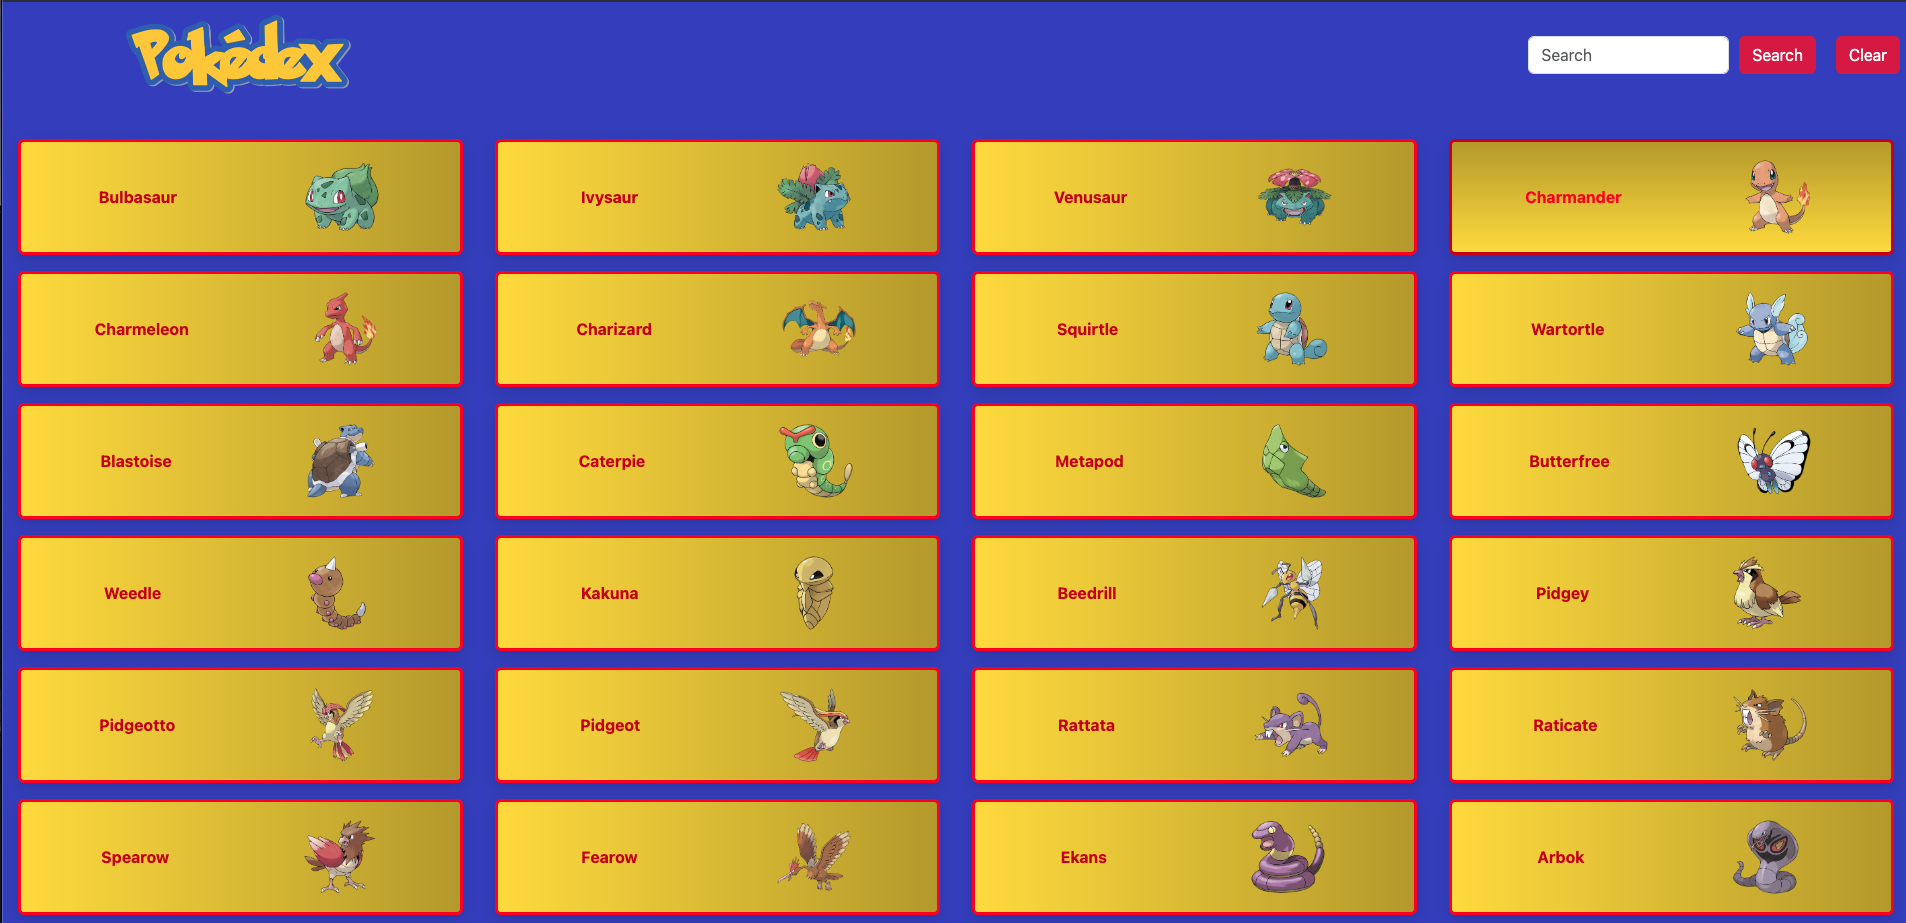 Pokédex
Search Search Clear
Bulbasaur Ivysaur Venusaur Charmander
Charmeleon Charizard Squirtle Wartortle
Blastoise Caterpie Metapod Butterfree
Weedle Kakuna Beedrill Pidgey
Pidgeotto Pidgeot Rattata Raticate
Spearow Fearow Ekans Arbok